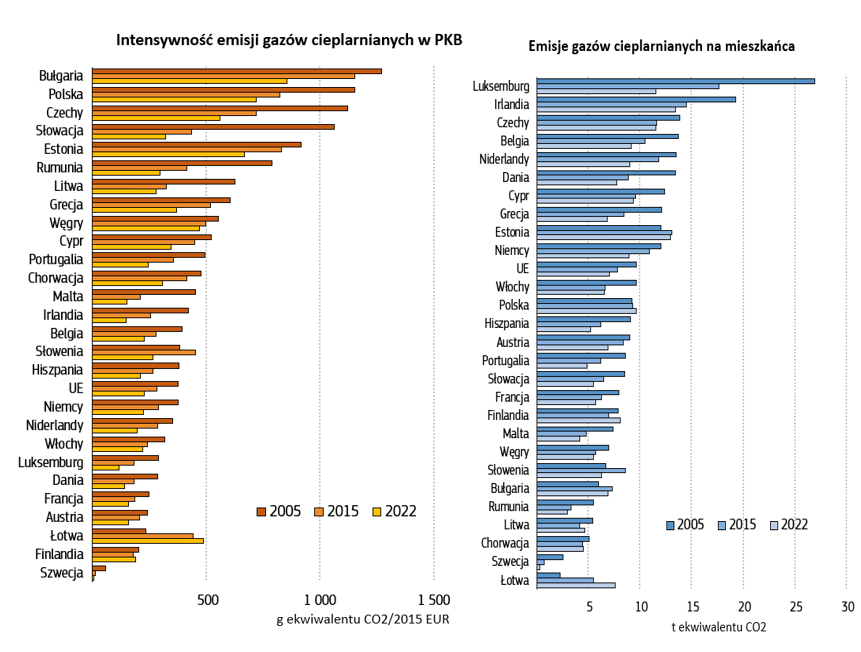 Intensywność emisji gazów cieplarnianych w PKB
Bułgaria
Polska
Czechy
Słowacja
Estonia
Rumunia
Litwa
Grecja
Węgry
Cypr
Portugalia
Chorwacja
Malta
Irlandia
Belgia
Słowenia
Hiszpania
UE
Niemcy
Niderlandy
Włochy
Luksemburg
Dania
Francja
Austria
Łotwa
Finlandia
Szwecja
2005 2015 2022
500 1 000 1 500
g ekwiwalentu CO2/2015 EUR
Emisje gazów cieplarnianych na mieszkańca
Luksemburg
Irlandia
Czechy
Belgia
Niderlandy
Dania
Cypr
Grecja
Estonia
Niemcy
UE
Włochy
Polska
Hiszpania
Austria
Portugalia
Słowacja
Francja
Finlandia
Malta
Węgry
Słowenia
Bułgaria
Rumunia
Litwa
Chorwacja
Szwecja
Łotwa
2005 2015 2022
5 10 15 20 25 30
t ekwiwalentu CO2